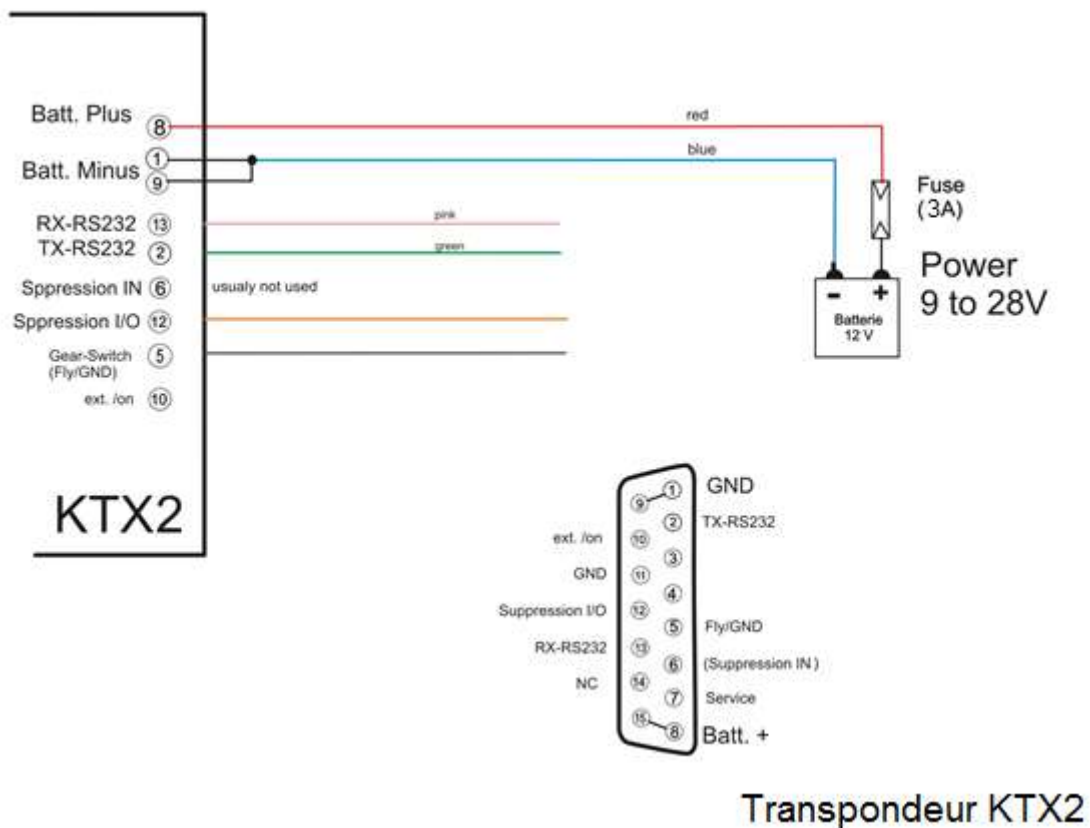 Batt. Plus 8
red
1
Batt. Minus
9
blue
Fuse
(3A)
RX-RS232 13
pink
TX-RS232 2
green
Sppression IN 6 usualy not used
Sppression I/O 12
Gear-Switch 5
(Fly/GND)
ext. /on 10
KTX2
- +
Batterie
12 V
Power
9 to 28V
1 GND
9
2 TX-RS232
ext. /on 10
3
GND 11
4
Suppression I/O 12
5 Fly/GND
RX-RS232 13
6 (Suppression IN )
NC 14
7 Service
15
8 Batt. +
Transpondeur KTX2